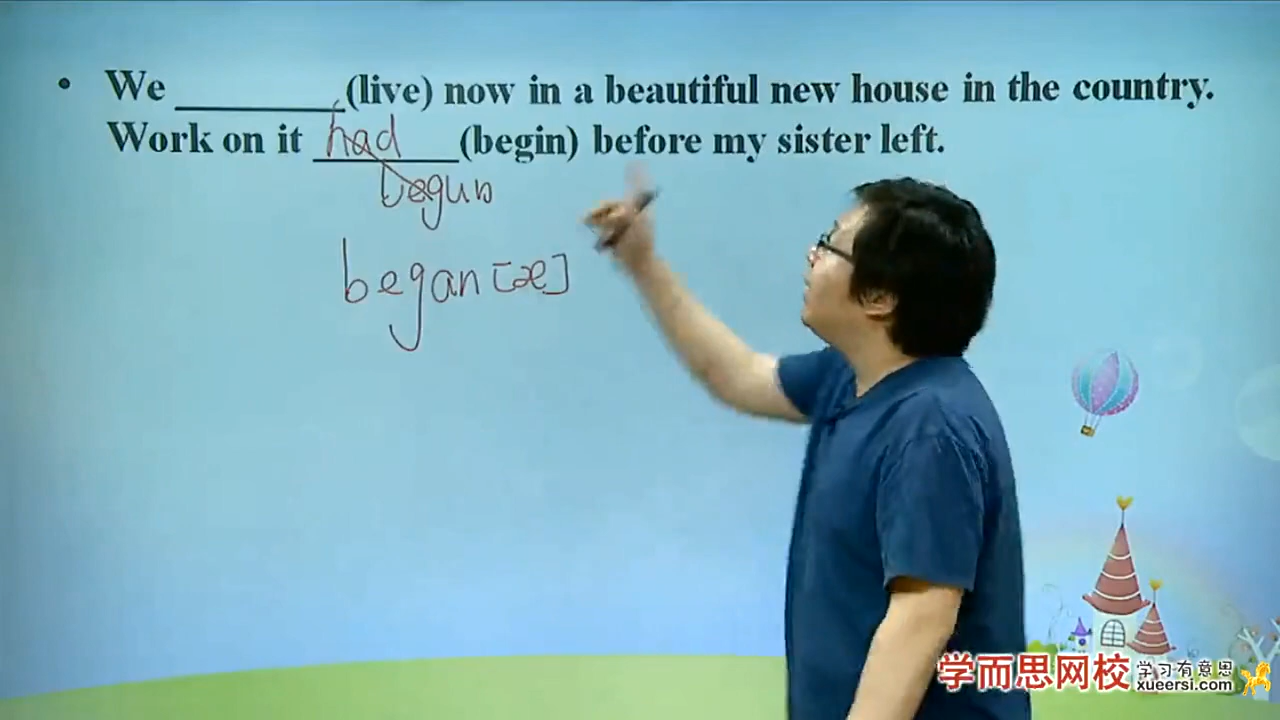 • We ________(live) now in a beautiful new house in the country.
Work on it had (begin) before my sister left.
begun
began [æ]
学而思网校 学习有意思
xueersi.com